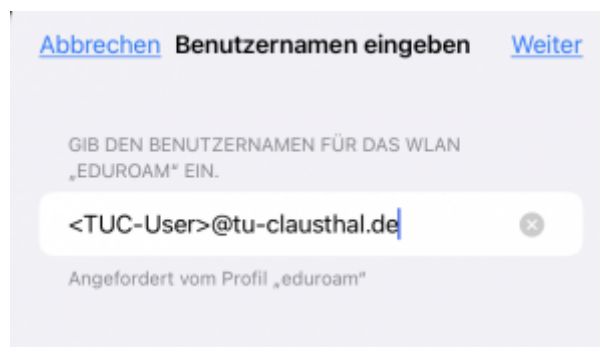 Abbrechen Benutzernamen eingeben Weiter
GIB DEN BENUTZERNAMEN FÜR DAS WLAN
„EDUROAM“ EIN.
<TUC-User>@tu-clausthal.de
Angefordert vom Profil „eduroam“